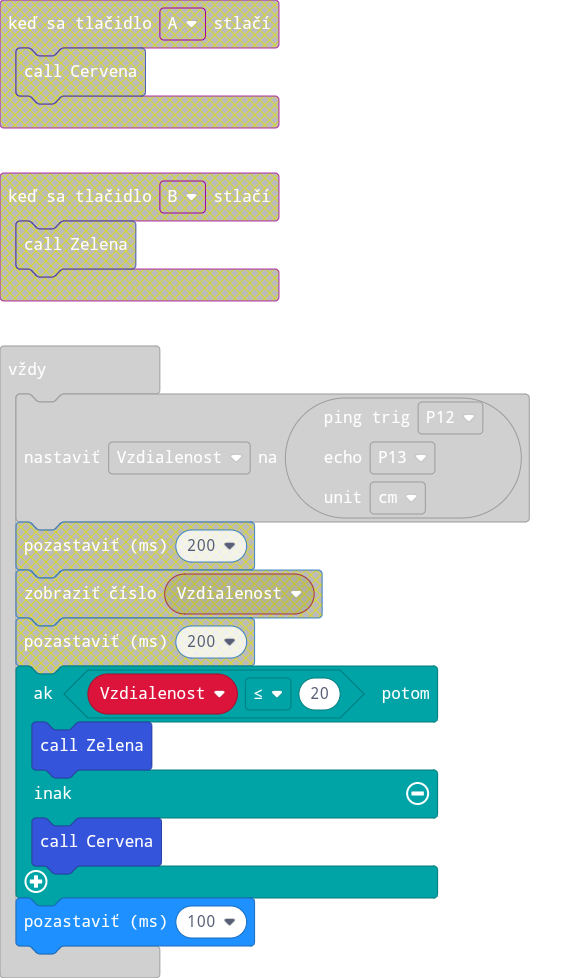 keď sa tlačidlo A stlačí
call Cervena
keď sa tlačidlo B stlačí
call Zelena
vždy
ping trig P12
nastaviť Vzdialenost na echo P13
unit cm
pozastaviť (ms) 200
zobraziť číslo Vzdialenost
pozastaviť (ms) 200
ak Vzdialenost ≤ 20 potom
call Zelena
inak
call Cervena
pozastaviť (ms) 100